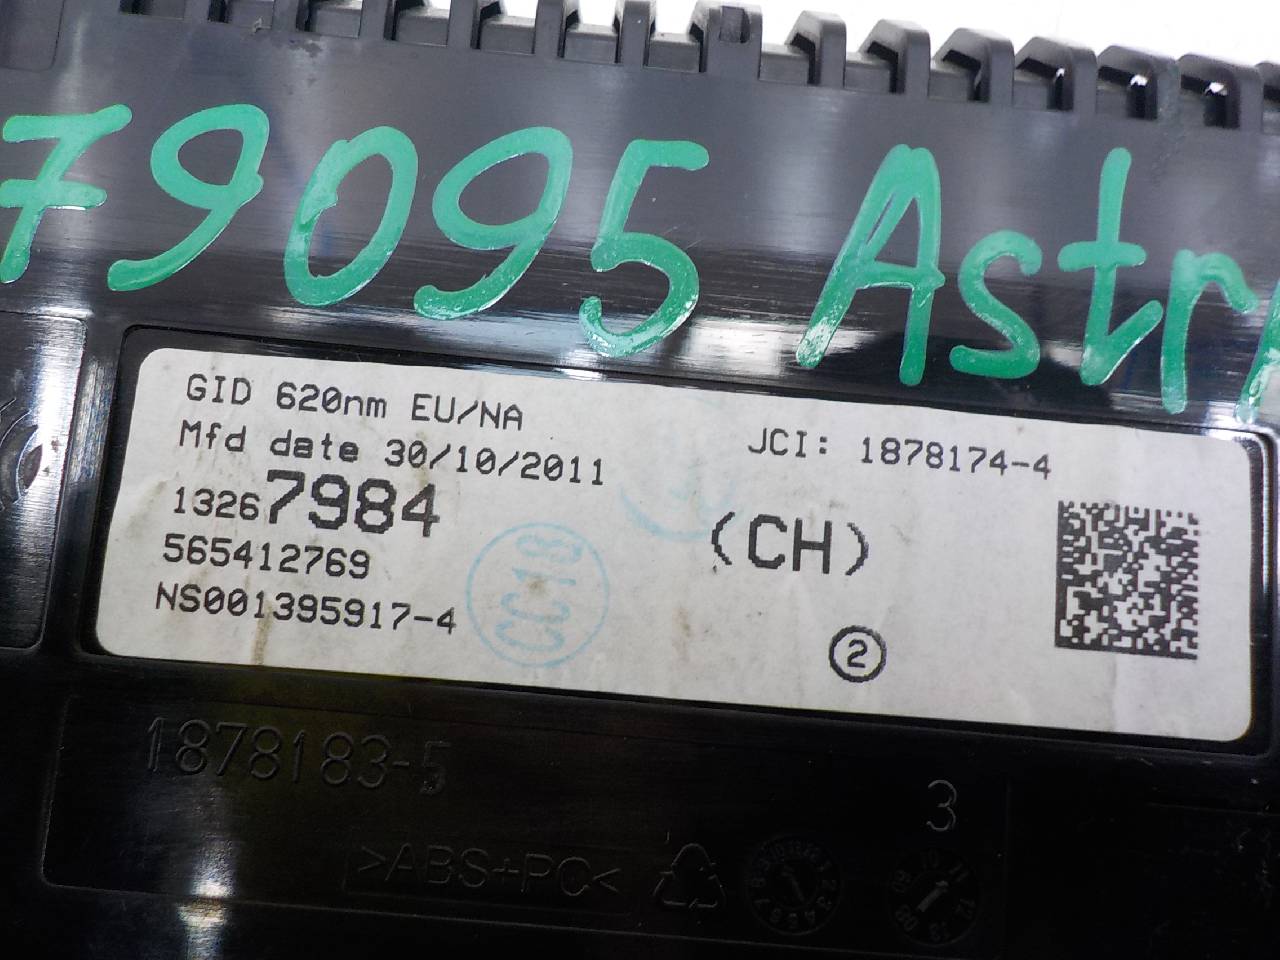 79095 Astr
GID 620nm EU/NA
Mfd date 30/10/2011
JCI: 1878174-4
13267984
(CH)
565412769
NS001395917-4
CC18
2
1878183-5
3
>ABS+PC<